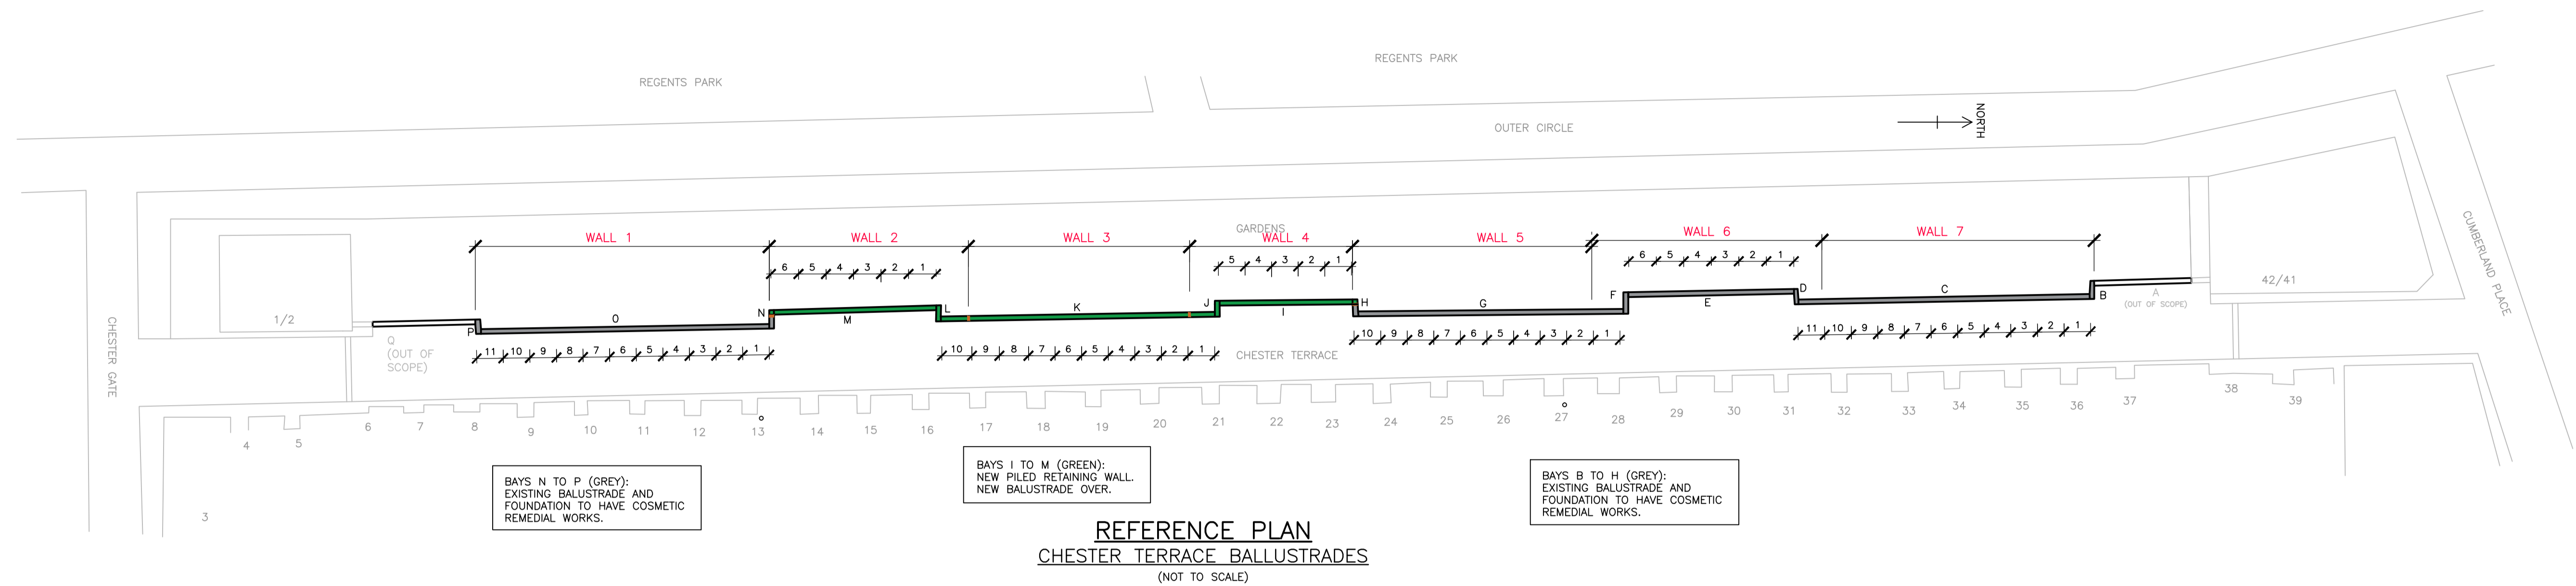 REGENTS PARK
REGENTS PARK
OUTER CIRCLE
NORTH
GARDENS
WALL 1
WALL 2
WALL 3
WALL 4
WALL 5
WALL 6
WALL 7
CUMBERLAND PLACE
6 5 4 3 2 1
5 4 3 2 1
6 5 4 3 2 1
42/41
A
(OUT OF SCOPE)
B
C
D
E
F
G
H
I
J
K
L
M
N
O
P
Q
(OUT OF
SCOPE)
1/2
CHESTER GATE
11 10 9 8 7 6 5 4 3 2 1
10 9 8 7 6 5 4 3 2 1
CHESTER TERRACE
10 9 8 7 6 5 4 3 2 1
11 10 9 8 7 6 5 4 3 2 1
3
4 5 6 7 8 9 10 11 12 13 14 15 16 17 18 19 20 21 22 23 24 25 26 27 28 29 30 31 32 33 34 35 36 37 38 39
BAYS N TO P (GREY):
EXISTING BALUSTRADE AND
FOUNDATION TO HAVE COSMETIC
REMEDIAL WORKS.
BAYS I TO M (GREEN):
NEW PILED RETAINING WALL.
NEW BALUSTRADE OVER.
BAYS B TO H (GREY):
EXISTING BALUSTRADE AND
FOUNDATION TO HAVE COSMETIC
REMEDIAL WORKS.
REFERENCE PLAN
CHESTER TERRACE BALLUSTRADES
(NOT TO SCALE)